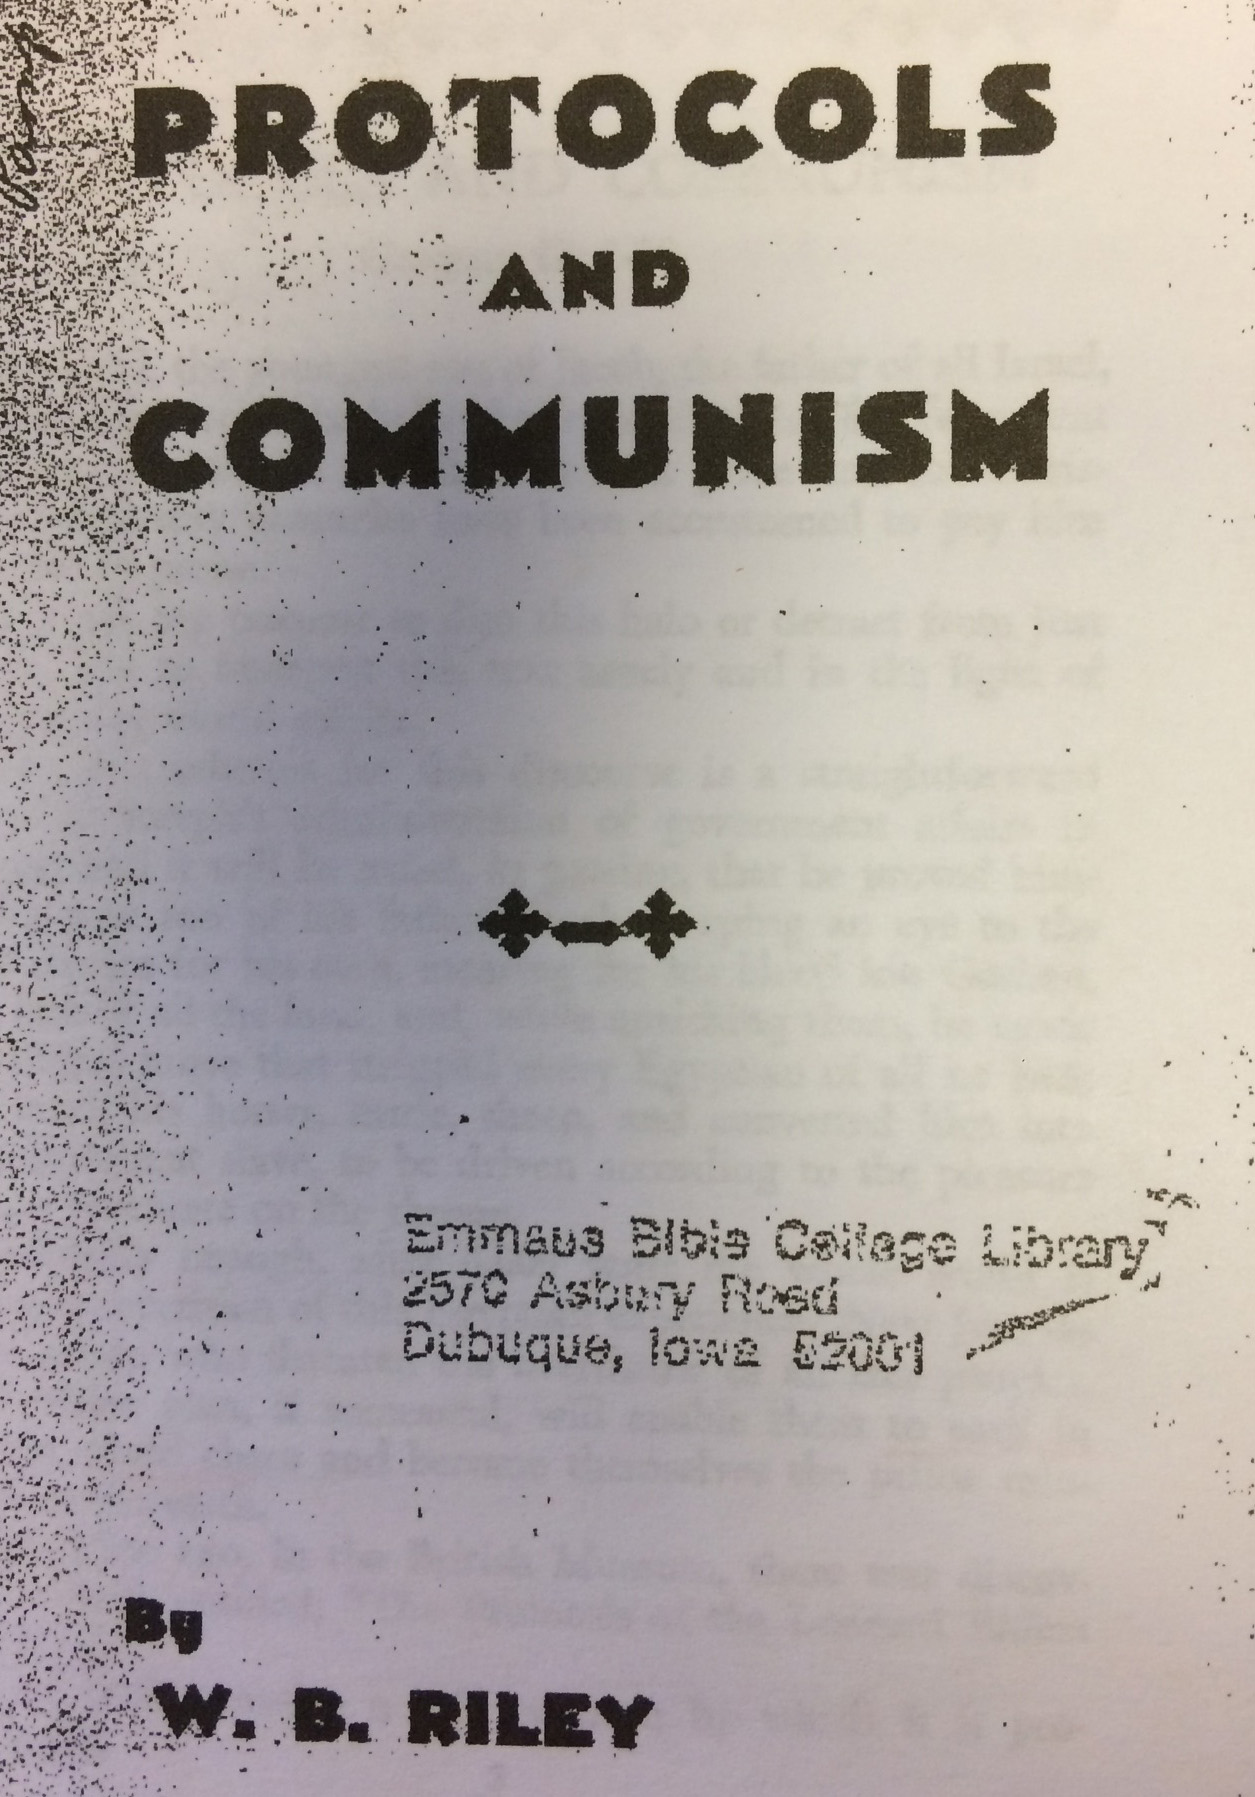 PROTOCOLS
AND
COMMUNISM
Emmaus Bible College Library
2570 Asbury Road
Dubuque, Iowa 52001
By
W. B. RILEY